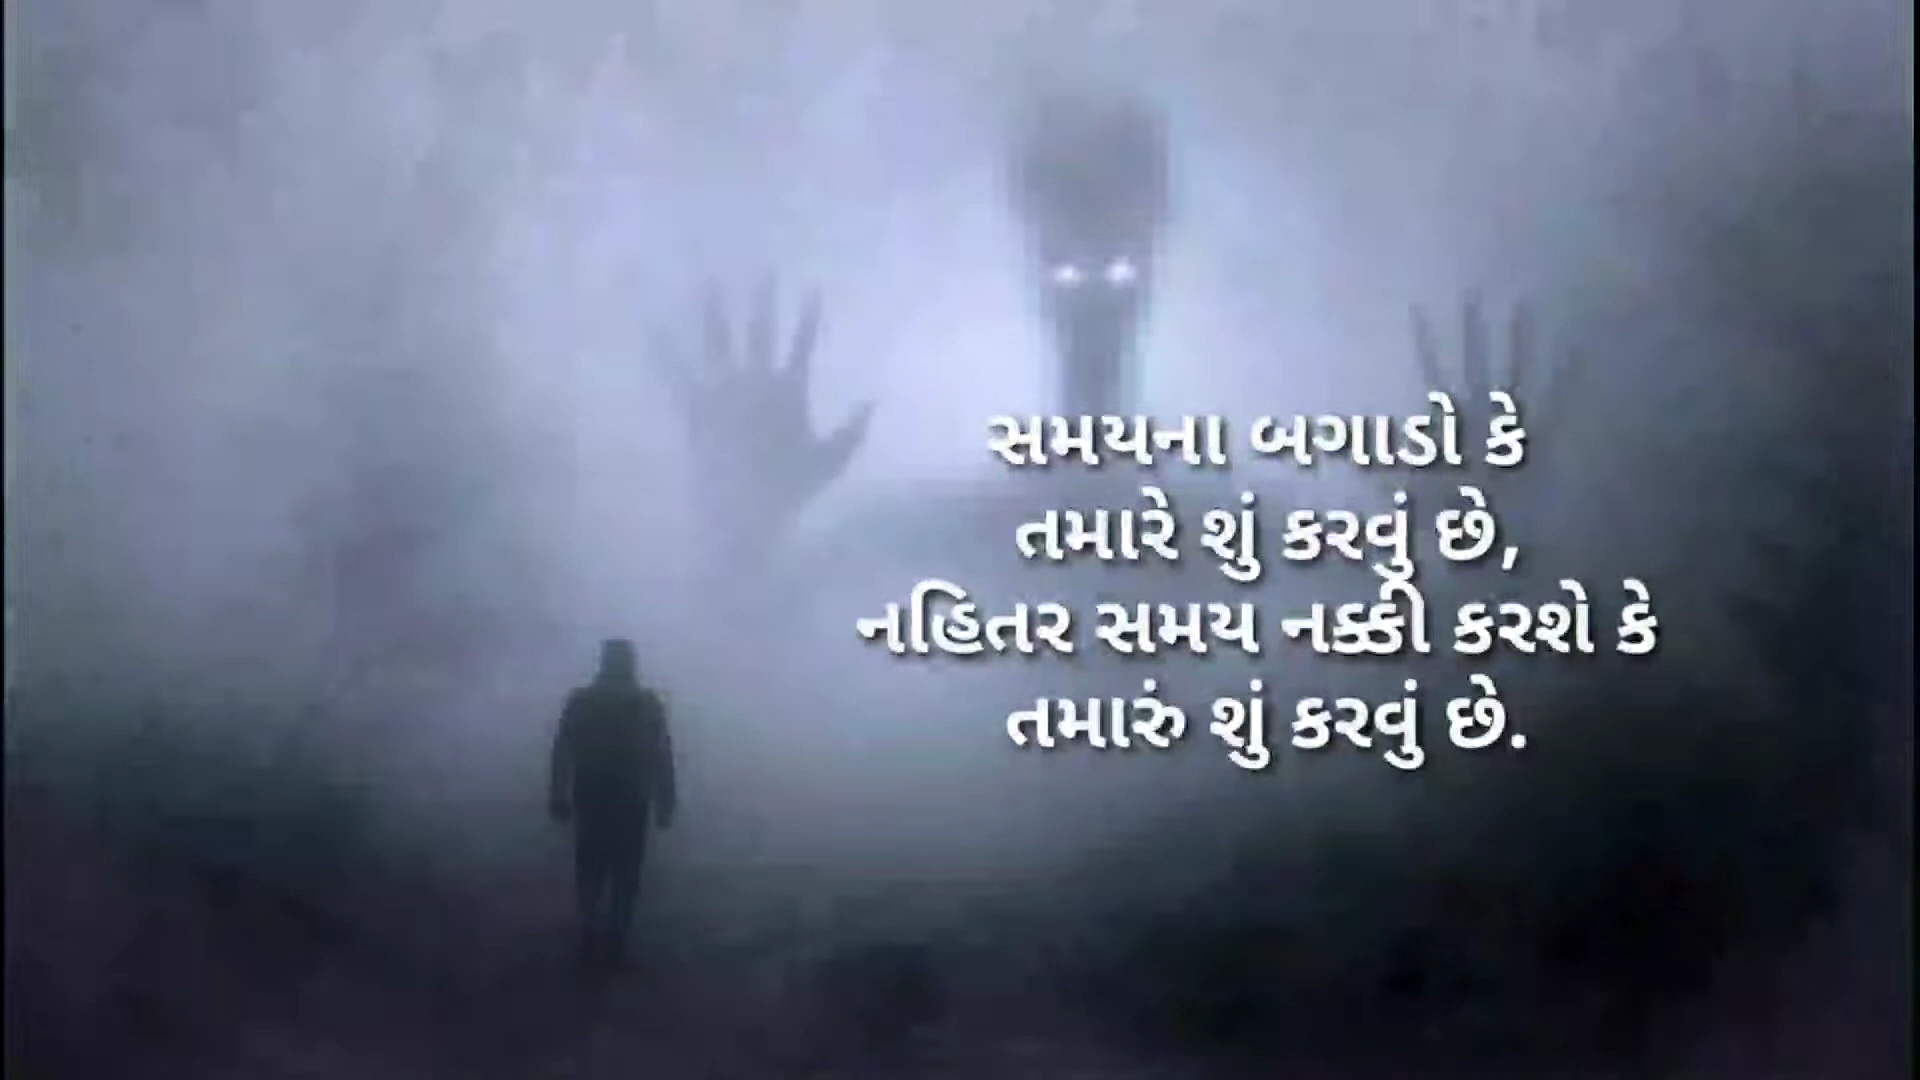 સમયના બગાડો કે
તમારે શું કરવું છે,
નહિતર સમય નક્કી કરશે કે
તમારું શું કરવું છે.